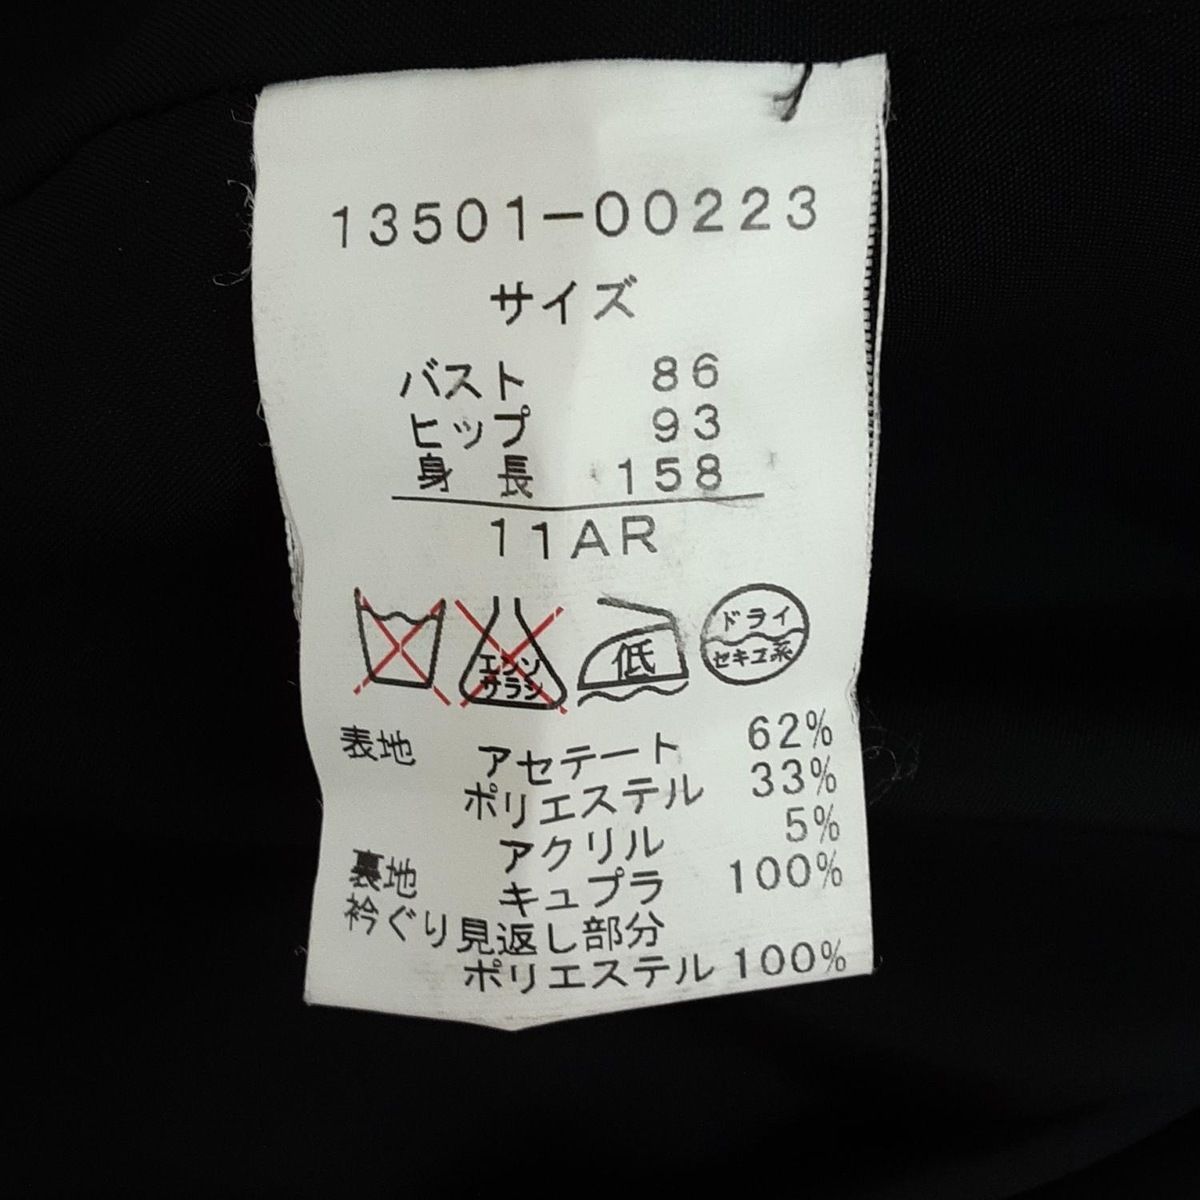 13501-00223
サイズ
バスト 86
ヒップ 93
身長 158
11AR
エンソ
サラシ
低
ドライ
セキユ系
表地 アセテート 62%
ポリエステル 33%
アクリル 5%
裏地 キュプラ 100%
衿ぐり見返し部分
ポリエステル 100%